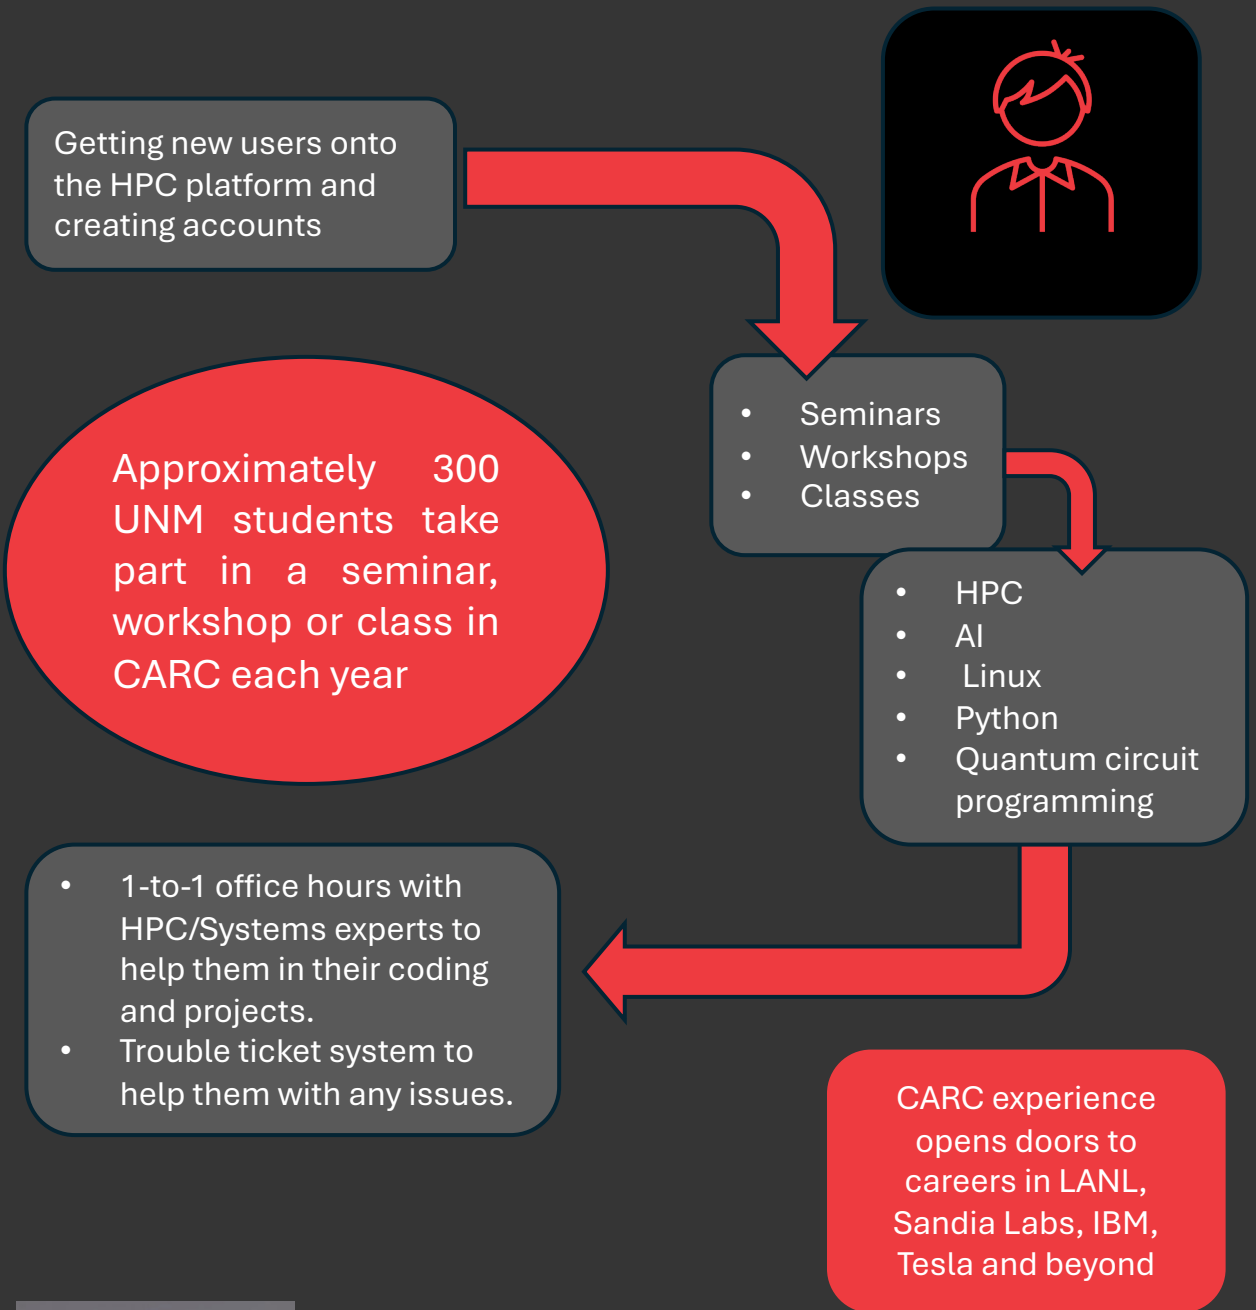 Getting new users onto
the HPC platform and
creating accounts
• Seminars
• Workshops
• Classes
Approximately 300
UNM students take
part in a seminar,
workshop or class in
CARC each year
• HPC
• AI
• Linux
• Python
• Quantum circuit
programming
• 1-to-1 office hours with
HPC/Systems experts to
help them in their coding
and projects.
• Trouble ticket system to
help them with any issues.
CARC experience
opens doors to
careers in LANL,
Sandia Labs, IBM,
Tesla and beyond